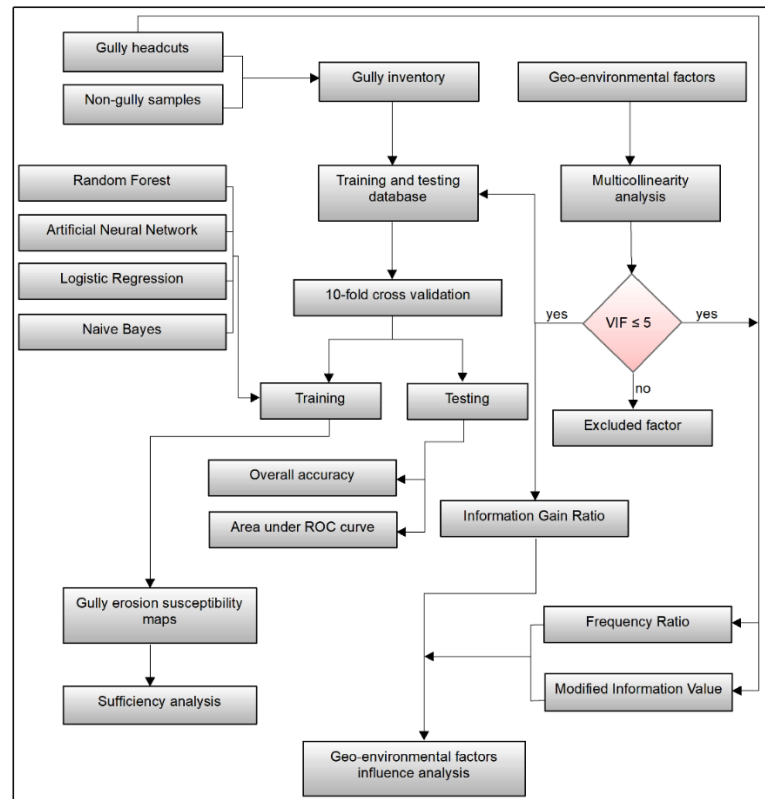 Gully headcuts
Non-gully samples
Gully inventory
Geo-environmental factors
Random Forest
Artificial Neural Network
Logistic Regression
Naive Bayes
Training and testing
database
Multicollinearity
analysis
10-fold cross validation
yes
VIF ≤ 5
yes
no
Training
Testing
Excluded factor
Overall accuracy
Area under ROC curve
Information Gain Ratio
Gully erosion susceptibility
maps
Frequency Ratio
Sufficiency analysis
Modified Information Value
Geo-environmental factors
influence analysis